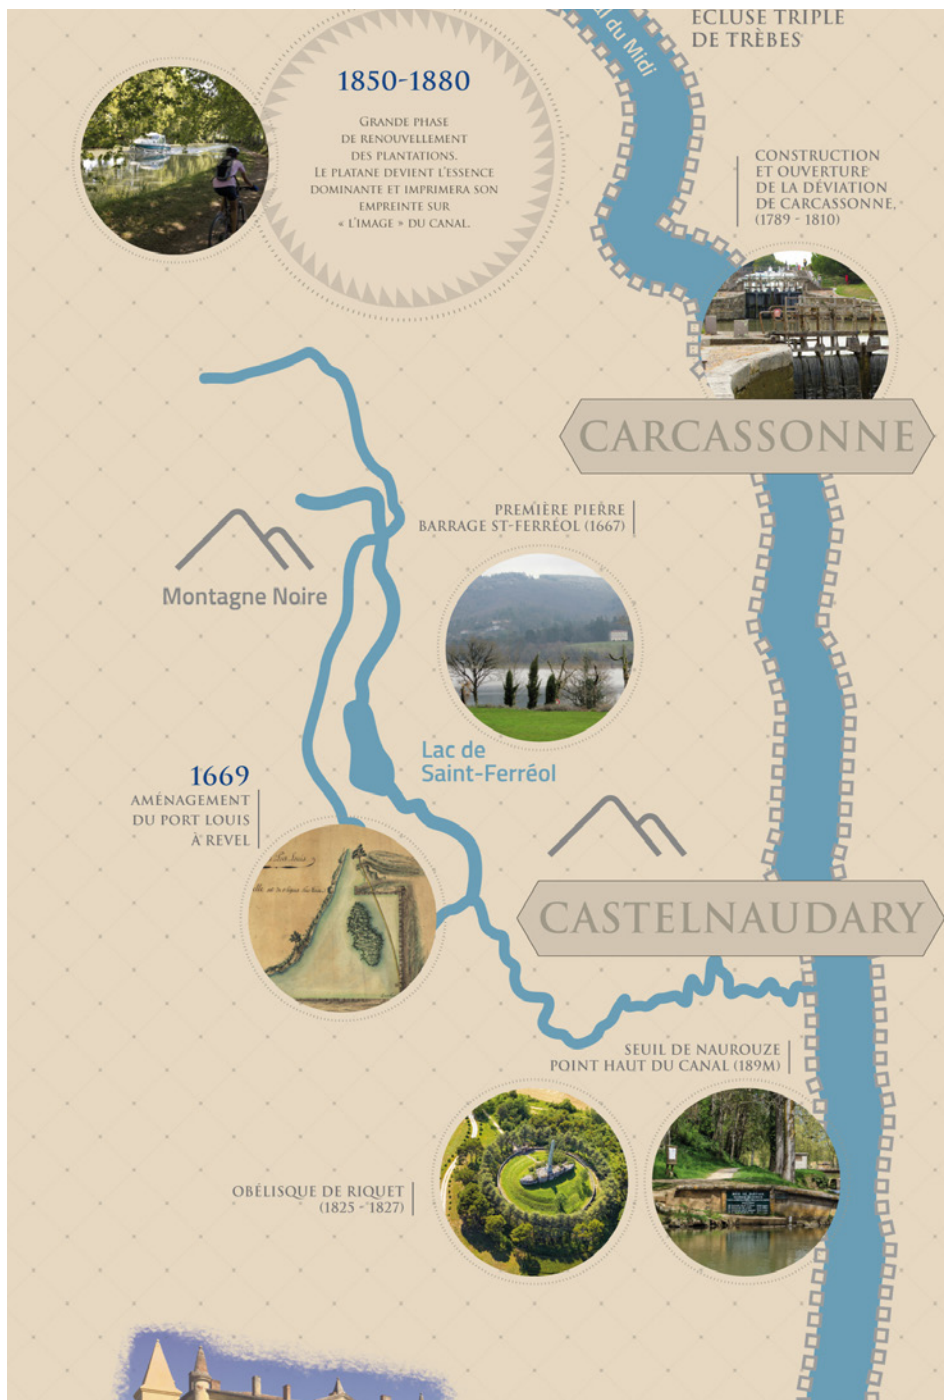 ECLUSE TRIPLE
DE TRÈBES
al du Midi
1850-1880
GRANDE PHASE
DE RENOUVELLEMENT
DES PLANTATIONS.
LE PLATANE DEVIENT L'ESSENCE
DOMINANTE ET IMPRIMERA SON
EMPREINTE SUR
« L'IMAGE » DU CANAL.
CONSTRUCTION
ET OUVERTURE
DE LA DÉVIATION
DE CARCASSONNE,
(1789 - 1810)
CARCASSONNE
PREMIÈRE PIERRE
BARRAGE ST-FERRÉOL (1667)
Montagne Noire
Lac de
Saint-Ferréol
1669
AMÉNAGEMENT
DU PORT LOUIS
À REVEL
CASTELNAUDARY
SEUIL DE NAUROUZE
POINT HAUT DU CANAL (189M)
OBÉLISQUE DE RIQUET
(1825 - 1827)